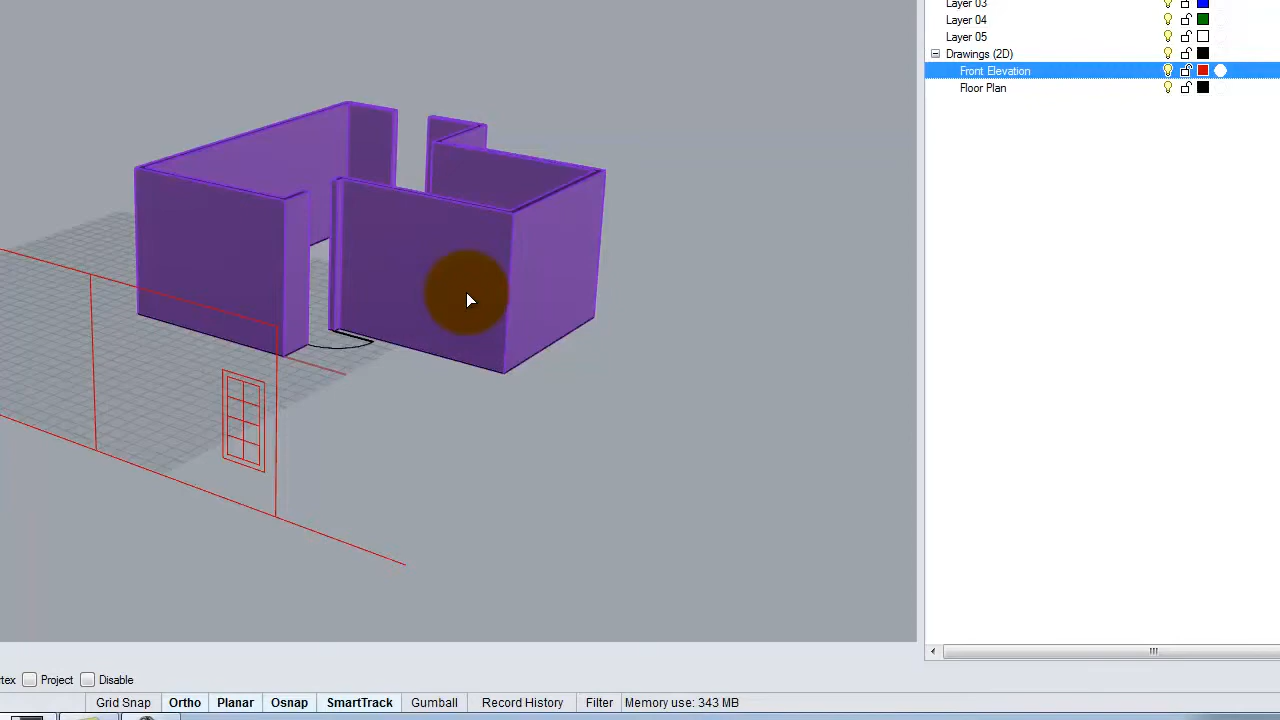 Layer 03
Layer 04
Layer 05
Drawings (2D)
Front Elevation
Floor Plan
tex Project Disable
Grid Snap Ortho Planar Osnap SmartTrack Gumball Record History Filter Memory use: 343 MB